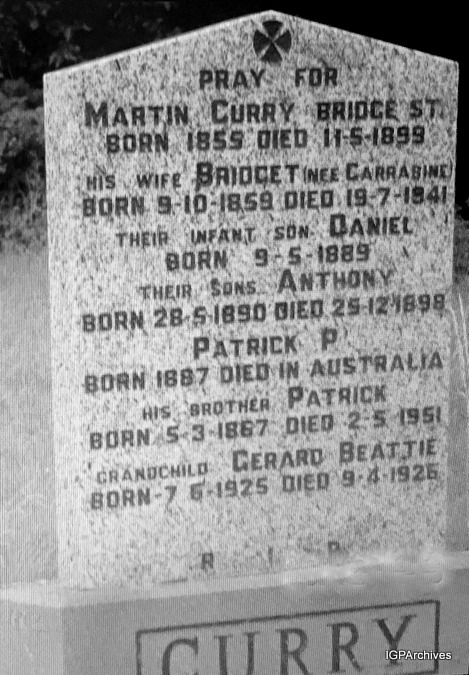 PRAY FOR
MARTIN CURRY BRIDGE ST.
BORN 1859 DIED 11-5-1899
HIS WIFE BRIDGET (NEE CARRABINE)
BORN 9-10-1859 DIED 19-7-1941
THEIR INFANT SON DANIEL
BORN 9-5-1889
THEIR SONS ANTHONY
BORN 28-5-1890 DIED 25-12-1898
PATRICK P
BORN 1887 DIED IN AUSTRALIA
HIS BROTHER PATRICK
BORN 5-3-1867 DIED 2-5 1951
GRANDCHILD GERARD BEATTIE
BORN-7 6-1925 DIED 9-4-1926
R I P
CURRY
IGPArchives